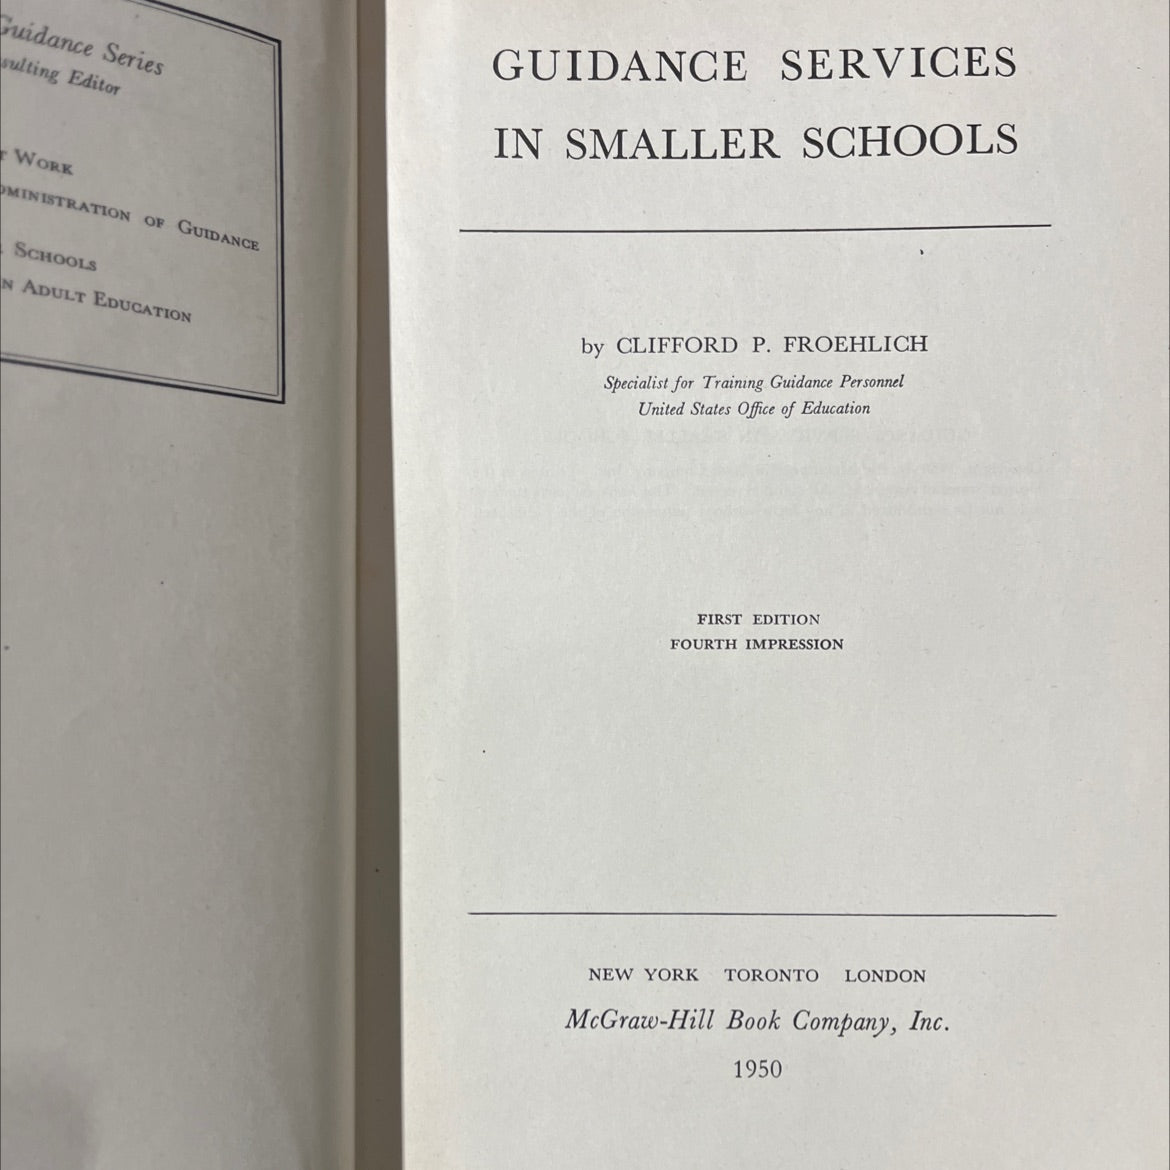 Guidance Series
Editor
WORK
OF GUIDANCE
SCHOOLS
ADULT EDUCATION
GUIDANCE SERVICES
IN SMALLER SCHOOLS
by CLIFFORD P. FROEHLICH
Specialist for Training Guidance Personnel
United States Office of Education
FIRST EDITION
FOURTH IMPRESSION
NEW YORK TORONTO LONDON
McGraw-Hill Book Company, Inc.
1950